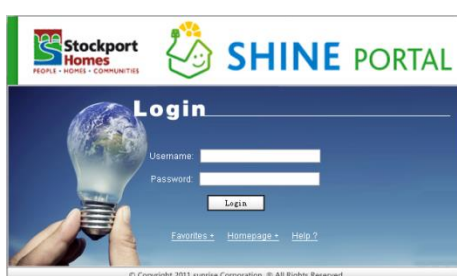 Stockport
Homes
PEOPLE • HOMES • COMMUNITIES
SHINE PORTAL
Login
Username:
Password:
Login
Favorites • Homepage • Help ?
© Copyright 2011 sunrise Corporation. ® All Rights Reserved